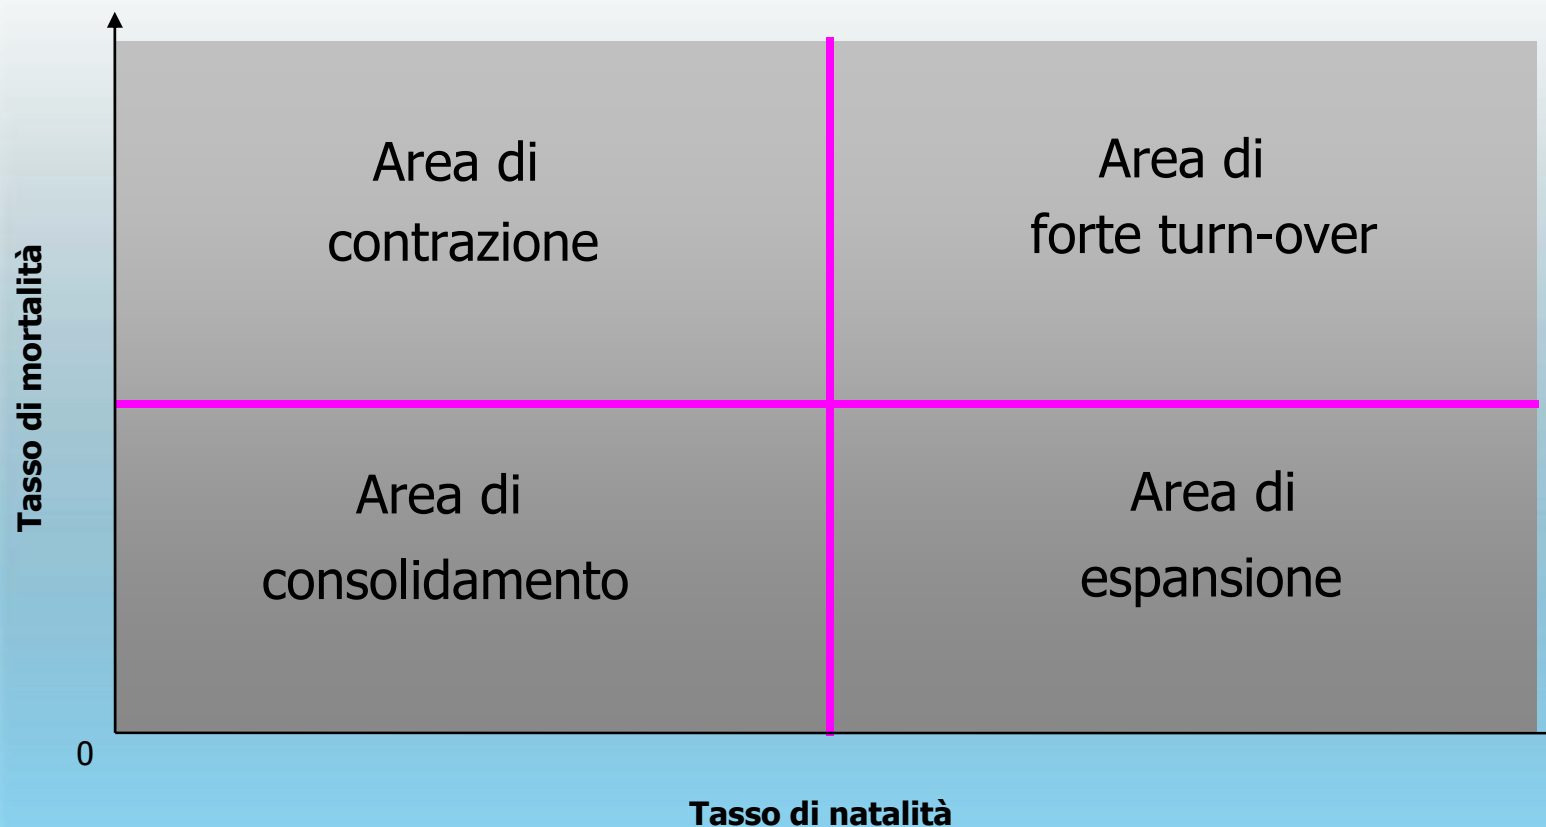 Tasso di mortalità
Area di
contrazione
Area di
forte turn-over
Area di
consolidamento
Area di
espansione
0
Tasso di natalità